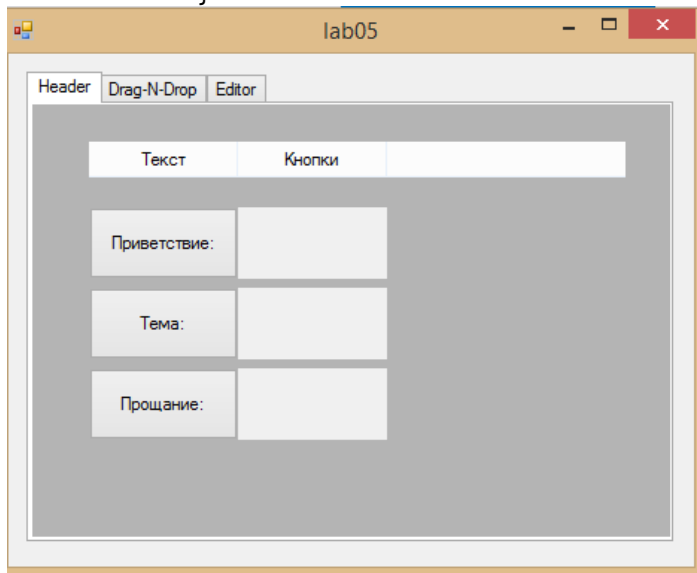 lab05
Header Drag-N-Drop Editor
Текст Кнопки
Приветствие:
Тема:
Прощание: